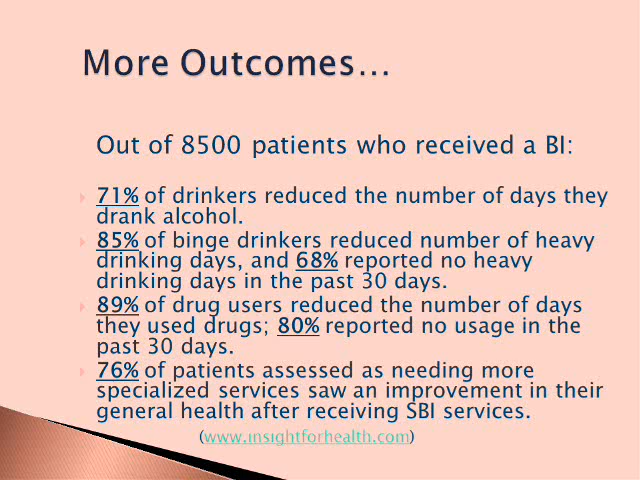 More Outcomes...
Out of 8500 patients who received a BI:
71% of drinkers reduced the number of days they
drank alcohol.
85% of binge drinkers reduced number of heavy
drinking days, and 68% reported no heavy
drinking days in the past 30 days.
89% of drug users reduced the number of days
they used drugs; 80% reported no usage in the
past 30 days.
76% of patients assessed as needing more
specialized services saw an improvement in their
general health after receiving SBI services.
(www.insightforhealth.com)